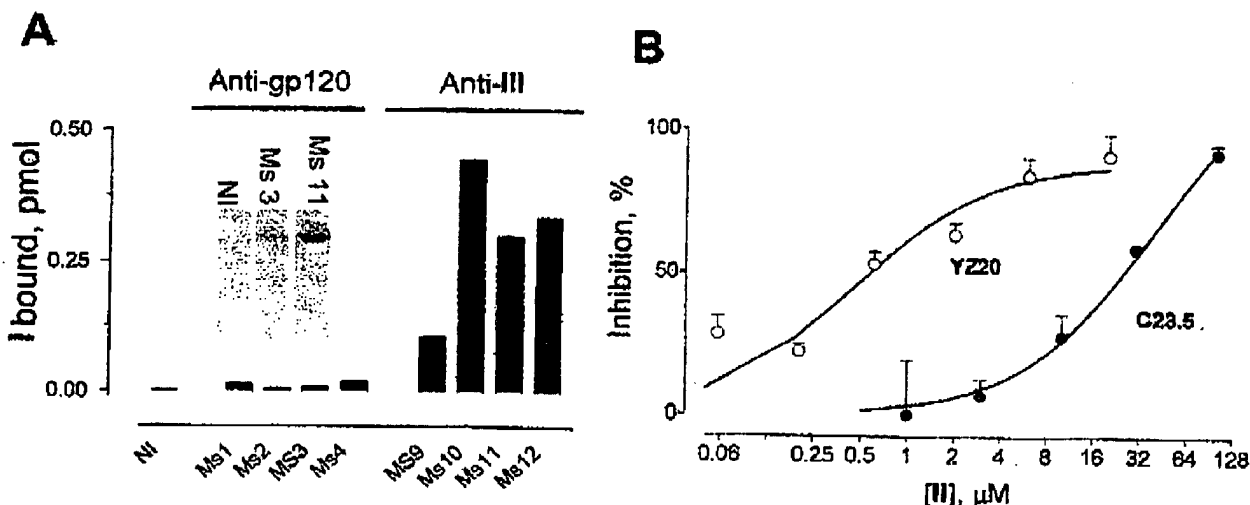 A
Anti-gp120
Anti-III
0.50
0.25
0.00
I bound, pmol
NI
Ms 3
Ms 11
NI
Ms1
Ms2
MS3
Ms4
MS9
Ms10
Ms11
Ms12
B
100
50
0
Inhibition, %
YZ20
C23.5
0.06
0.25
0.5
1
2
4
8
16
32
64
128
[II], μM